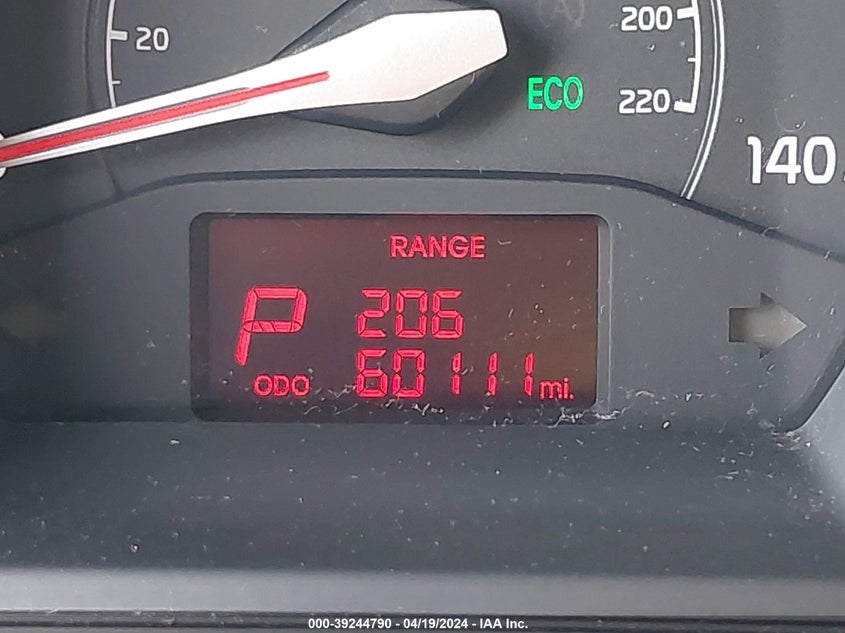 20
200
(A)
ECO
220
140
RANGE
P 206
ODO 60111 mi.
000-39244790 - 04/19/2024 - IAA Inc.